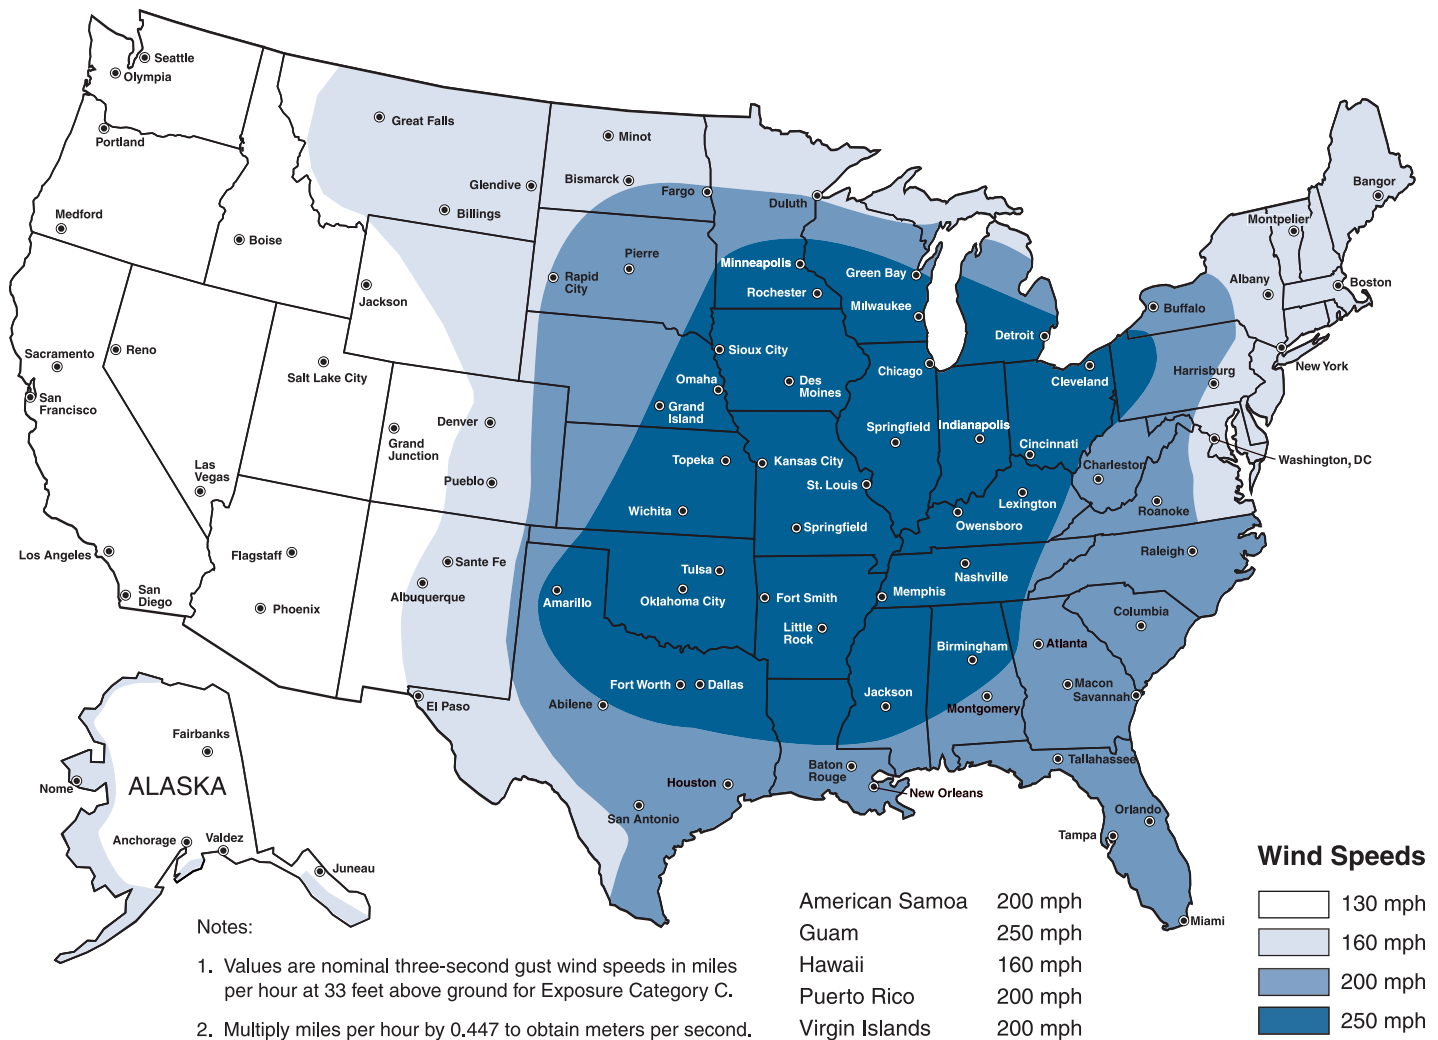 Seattle
Olympia
Portland
Great Falls
Minot
Bismarck
Fargo
Duluth
Bangor
Glendive
Billings
Medford
Boise
Montpelier
Pierre
Minneapolis
Green Bay
Albany
Boston
Rapid
City
Jackson
Rochester
Milwaukee
Buffalo
Detroit
Sacramento
Reno
Salt Lake City
Sioux City
Chicago
Cleveland
Harrisburg
New York
San
Francisco
Omaha
Des
Moines
Grand
Island
Denver
Grand
Junction
Springfield
Indianapolis
Cincinnati
Las
Vegas
Topeka
Kansas City
Charleston
Washington, DC
Pueblo
St. Louis
Lexington
Roanoke
Wichita
Springfield
Owensboro
Los Angeles
Flagstaff
Sante Fe
Raleigh
Tulsa
Nashville
San
Diego
Phoenix
Albuquerque
Amarillo
Oklahoma City
Fort Smith
Memphis
Columbia
Little
Rock
Birmingham
Atlanta
Fort Worth
Dallas
Jackson
Macon
Savannah
El Paso
Abilene
Montgomery
Fairbanks
Tallahassee
Baton
Rouge
Nome
ALASKA
Houston
New Orleans
San Antonio
Orlando
Tampa
Anchorage
Valdez
Juneau
Miami
Wind Speeds
130 mph
160 mph
200 mph
250 mph
American Samoa 200 mph
Guam 250 mph
Hawaii 160 mph
Puerto Rico 200 mph
Virgin Islands 200 mph
Notes:
1. Values are nominal three-second gust wind speeds in miles
per hour at 33 feet above ground for Exposure Category C.
2. Multiply miles per hour by 0.447 to obtain meters per second.